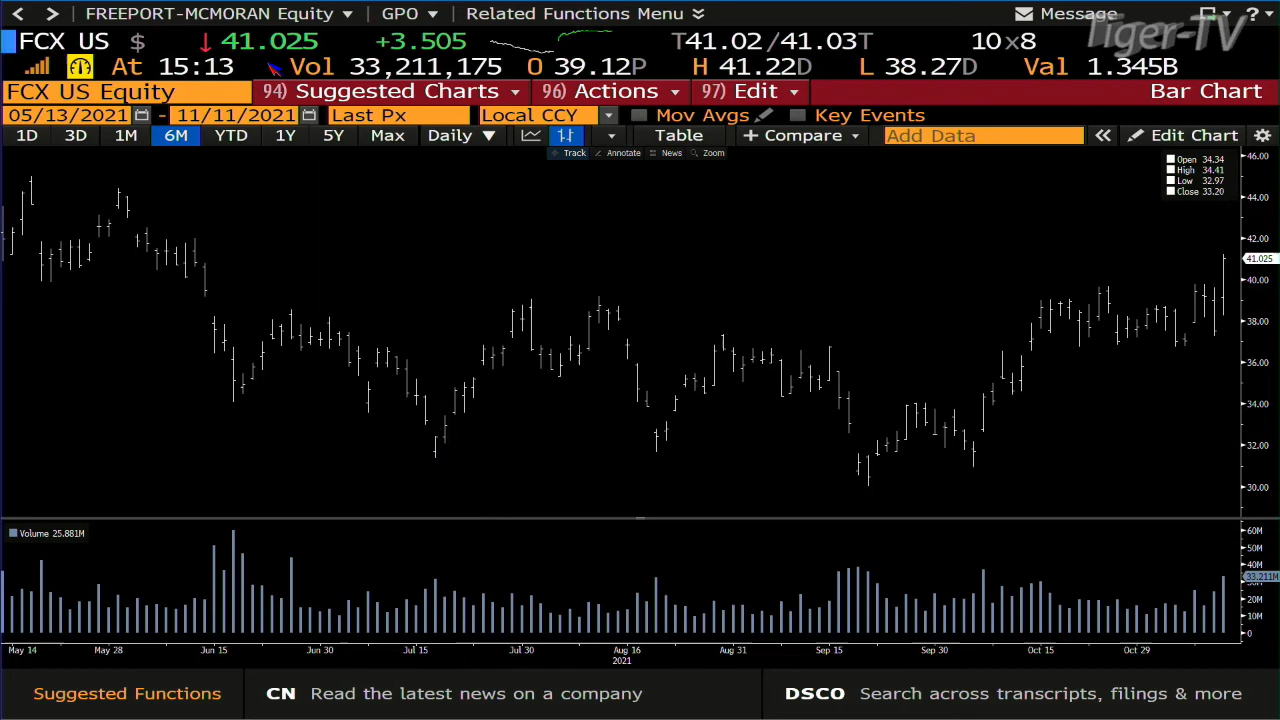 FREEPORT-MCMORAN Equity GPO Related Functions Menu Message ?
Tiger-TV
FCX US $ 41.025 +3.505 T41.02/41.03T 10x8
At 15:13 Vol 33,211,175 O 39.12P H 41.22D L 38.27D Val 1.345B
FCX US Equity 94) Suggested Charts 96) Actions 97) Edit Bar Chart
05/13/2021 - 11/11/2021 Last Px Local CCY Mov Avgs Key Events
1D 3D 1M 6M YTD 1Y 5Y Max Daily Table + Compare Add Data Edit Chart
Track Annotate News Zoom
Open 34.34
High 34.41
Low 32.97
Close 33.20
46.00
44.00
42.00
41.025
40.00
38.00
36.00
34.00
32.00
30.00
Volume 25.881M
60M
50M
40M
33.211M
20M
10M
0
May 14 May 28 Jun 15 Jun 30 Jul 15 Jul 30 Aug 16 Aug 31 Sep 15 Sep 30 Oct 15 Oct 29
2021
Suggested Functions CN Read the latest news on a company DSCO Search across transcripts, filings & more